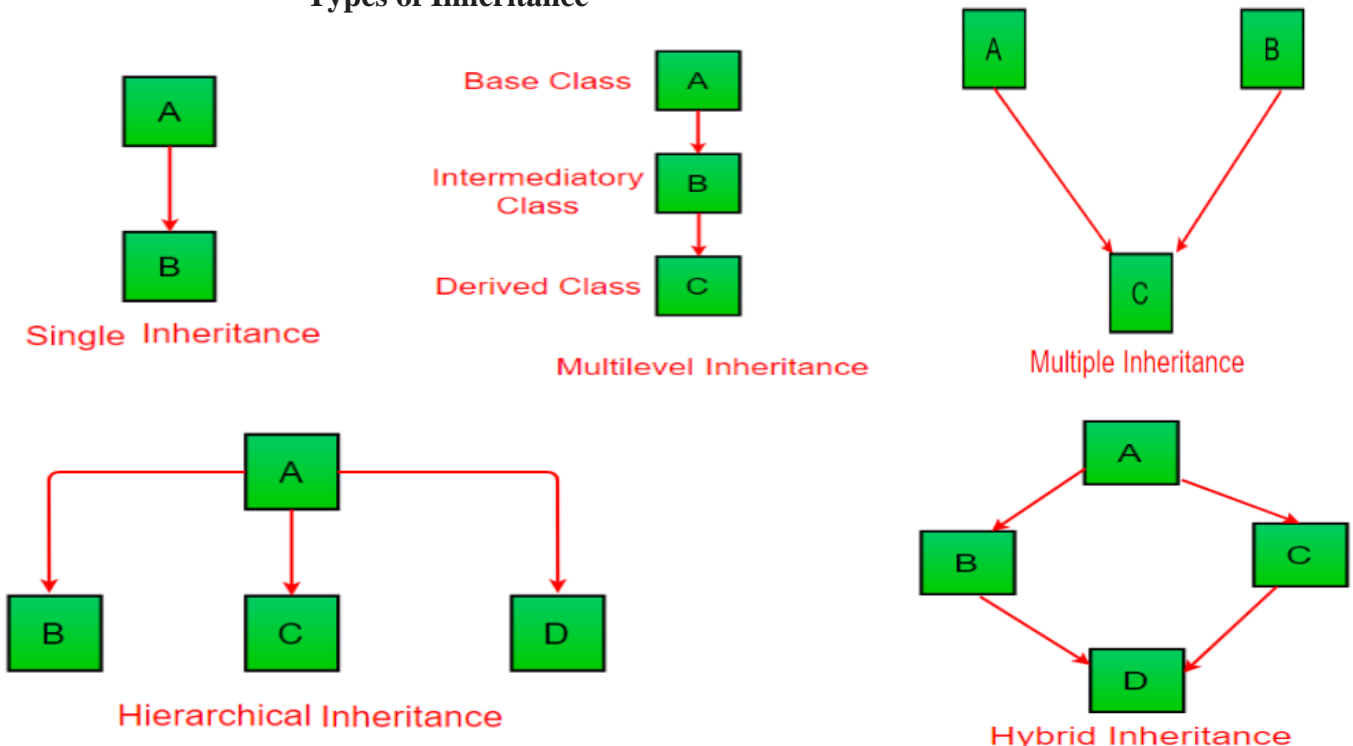 Types of Inheritance
A
B
Single Inheritance
Base Class
A
Intermediatory
Class
B
Derived Class
C
Multilevel Inheritance
A
B
C
Multiple Inheritance
A
B
C
D
Hierarchical Inheritance
A
B
C
D
Hybrid Inheritance